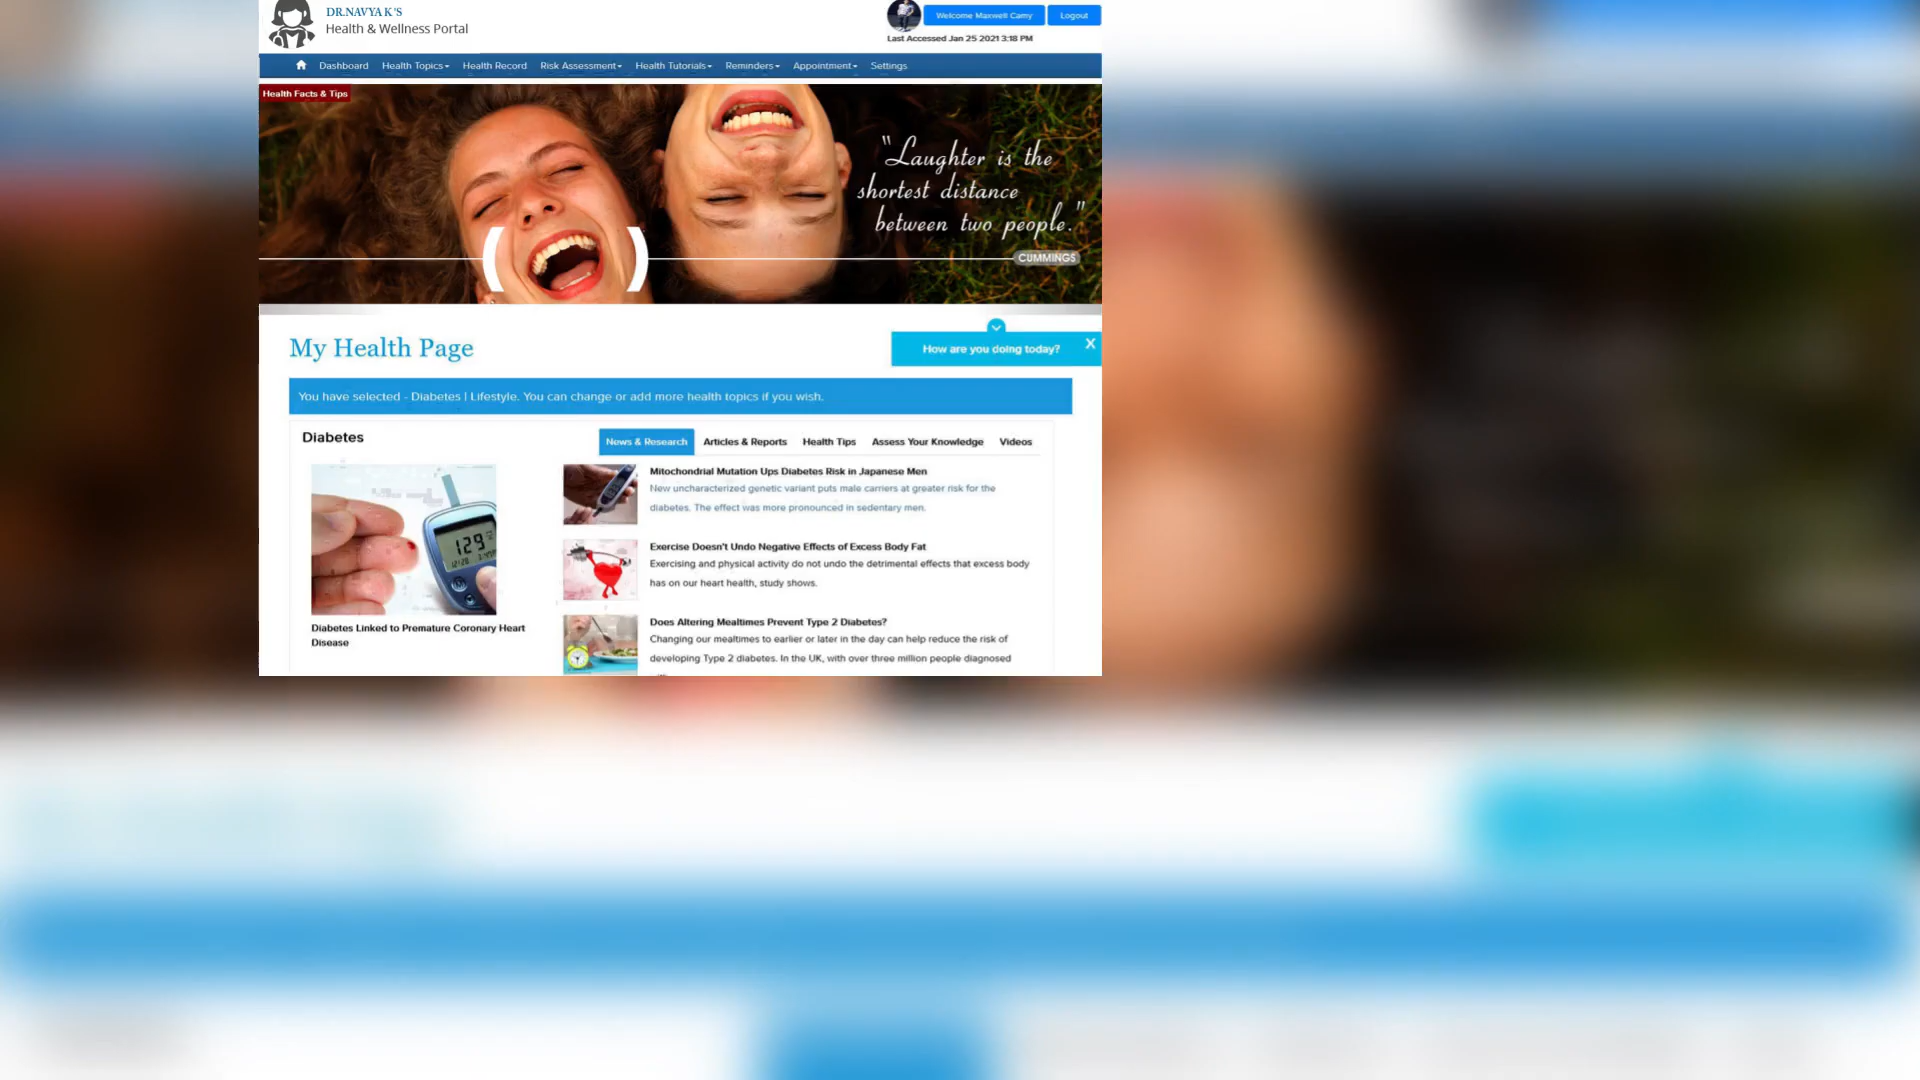 DR.NAVYA K'S
Health & Wellness Portal
Welcome Maxwell Camy
Logout
Last Accessed Jan 25 2021 3:18 PM
Dashboard Health Topics Health Record Risk Assessment Health Tutorials Reminders Appointment Settings
Health Facts & Tips
"Laughter is the
shortest distance
between two people."
CUMMINGS
My Health Page
How are you doing today? X
You have selected - Diabetes | Lifestyle. You can change or add more health topics if you wish.
Diabetes
News & Research Articles & Reports Health Tips Assess Your Knowledge Videos
129
Diabetes Linked to Premature Coronary Heart
Disease
Mitochondrial Mutation Ups Diabetes Risk in Japanese Men
New uncharacterized genetic variant puts male carriers at greater risk for the
diabetes. The effect was more pronounced in sedentary men.
Exercise Doesn't Undo Negative Effects of Excess Body Fat
Exercising and physical activity do not undo the detrimental effects that excess body
has on our heart health, study shows.
Does Altering Mealtimes Prevent Type 2 Diabetes?
Changing our mealtimes to earlier or later in the day can help reduce the risk of
developing Type 2 diabetes. In the UK, with over three million people diagnosed